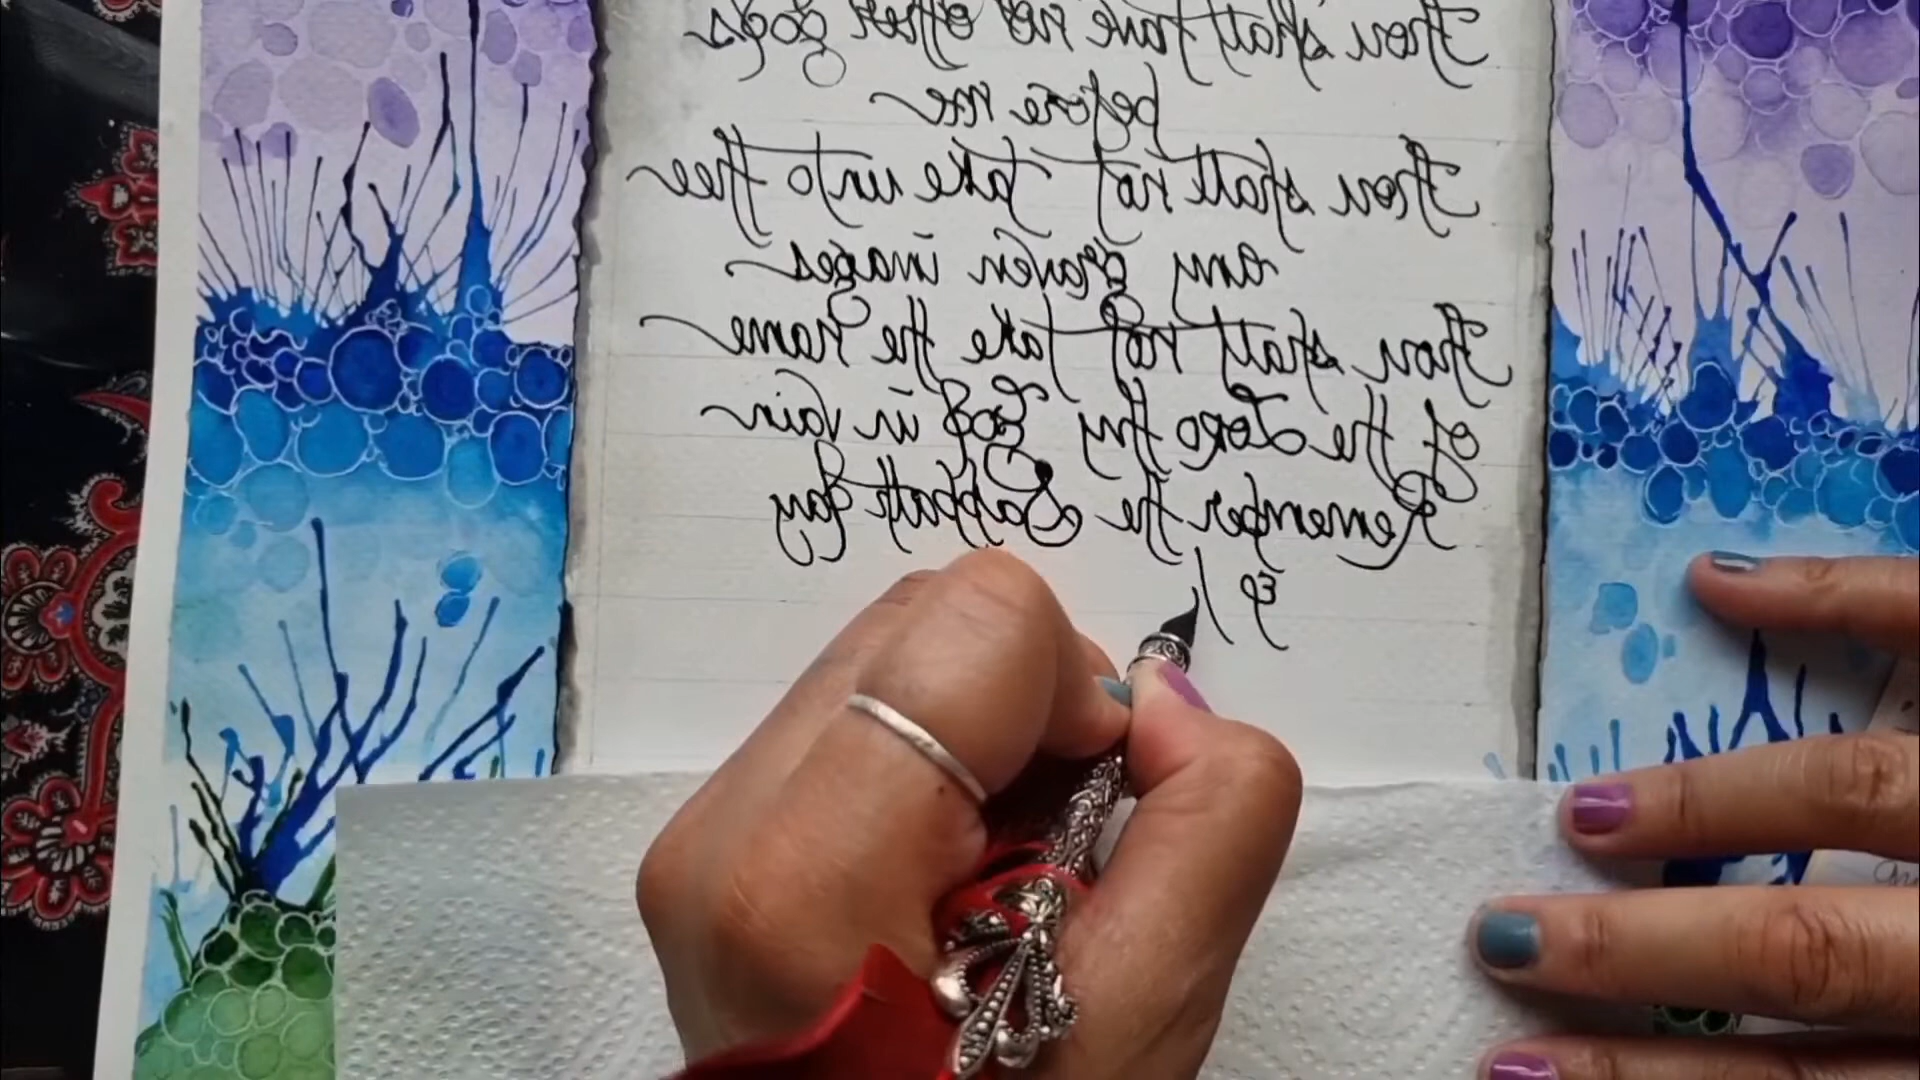 Thou shalt have no other gods
before me
Thou shalt not take unto thee
any graven images
Thou shalt not take the name
of the Lord thy God in vain
Remember the Sabbath day